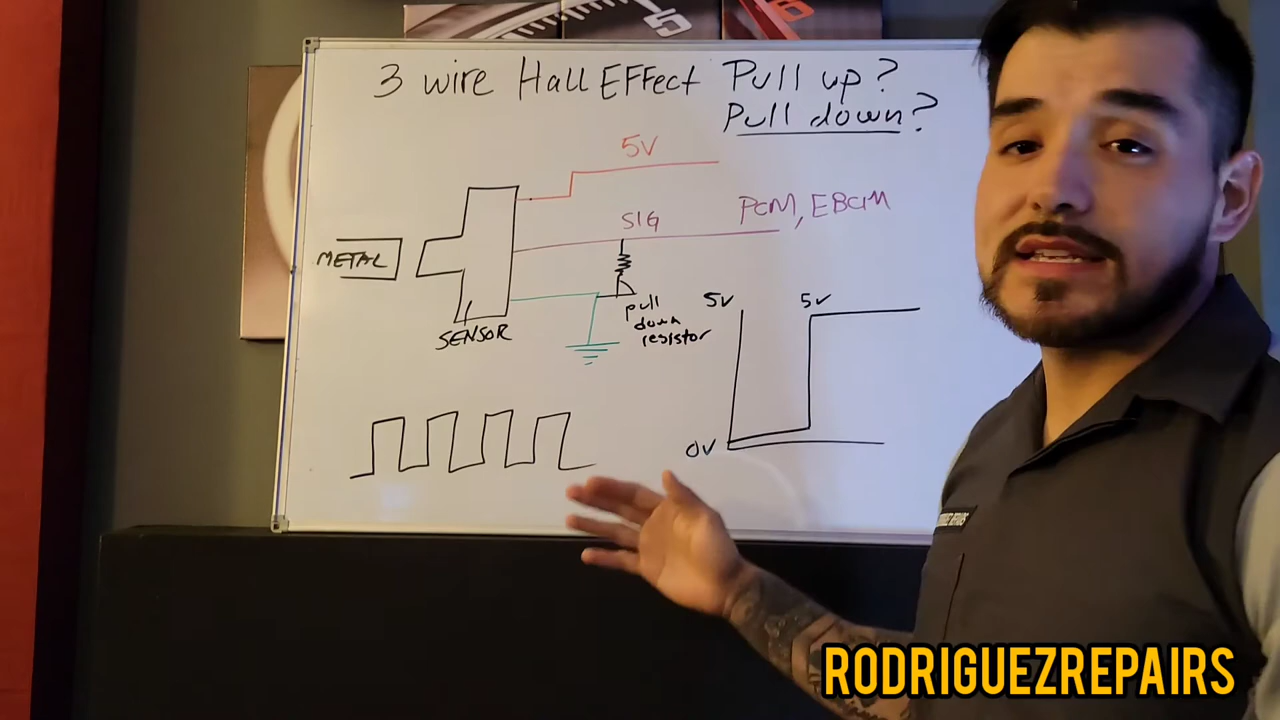 3 wire Hall EFFect Pull up?
Pull down?
5V
SIG
PCM, EBCM
METAL
SENSOR
pull
down
resistor
5v
5v
0v
RODRIGUEZREPAIRS